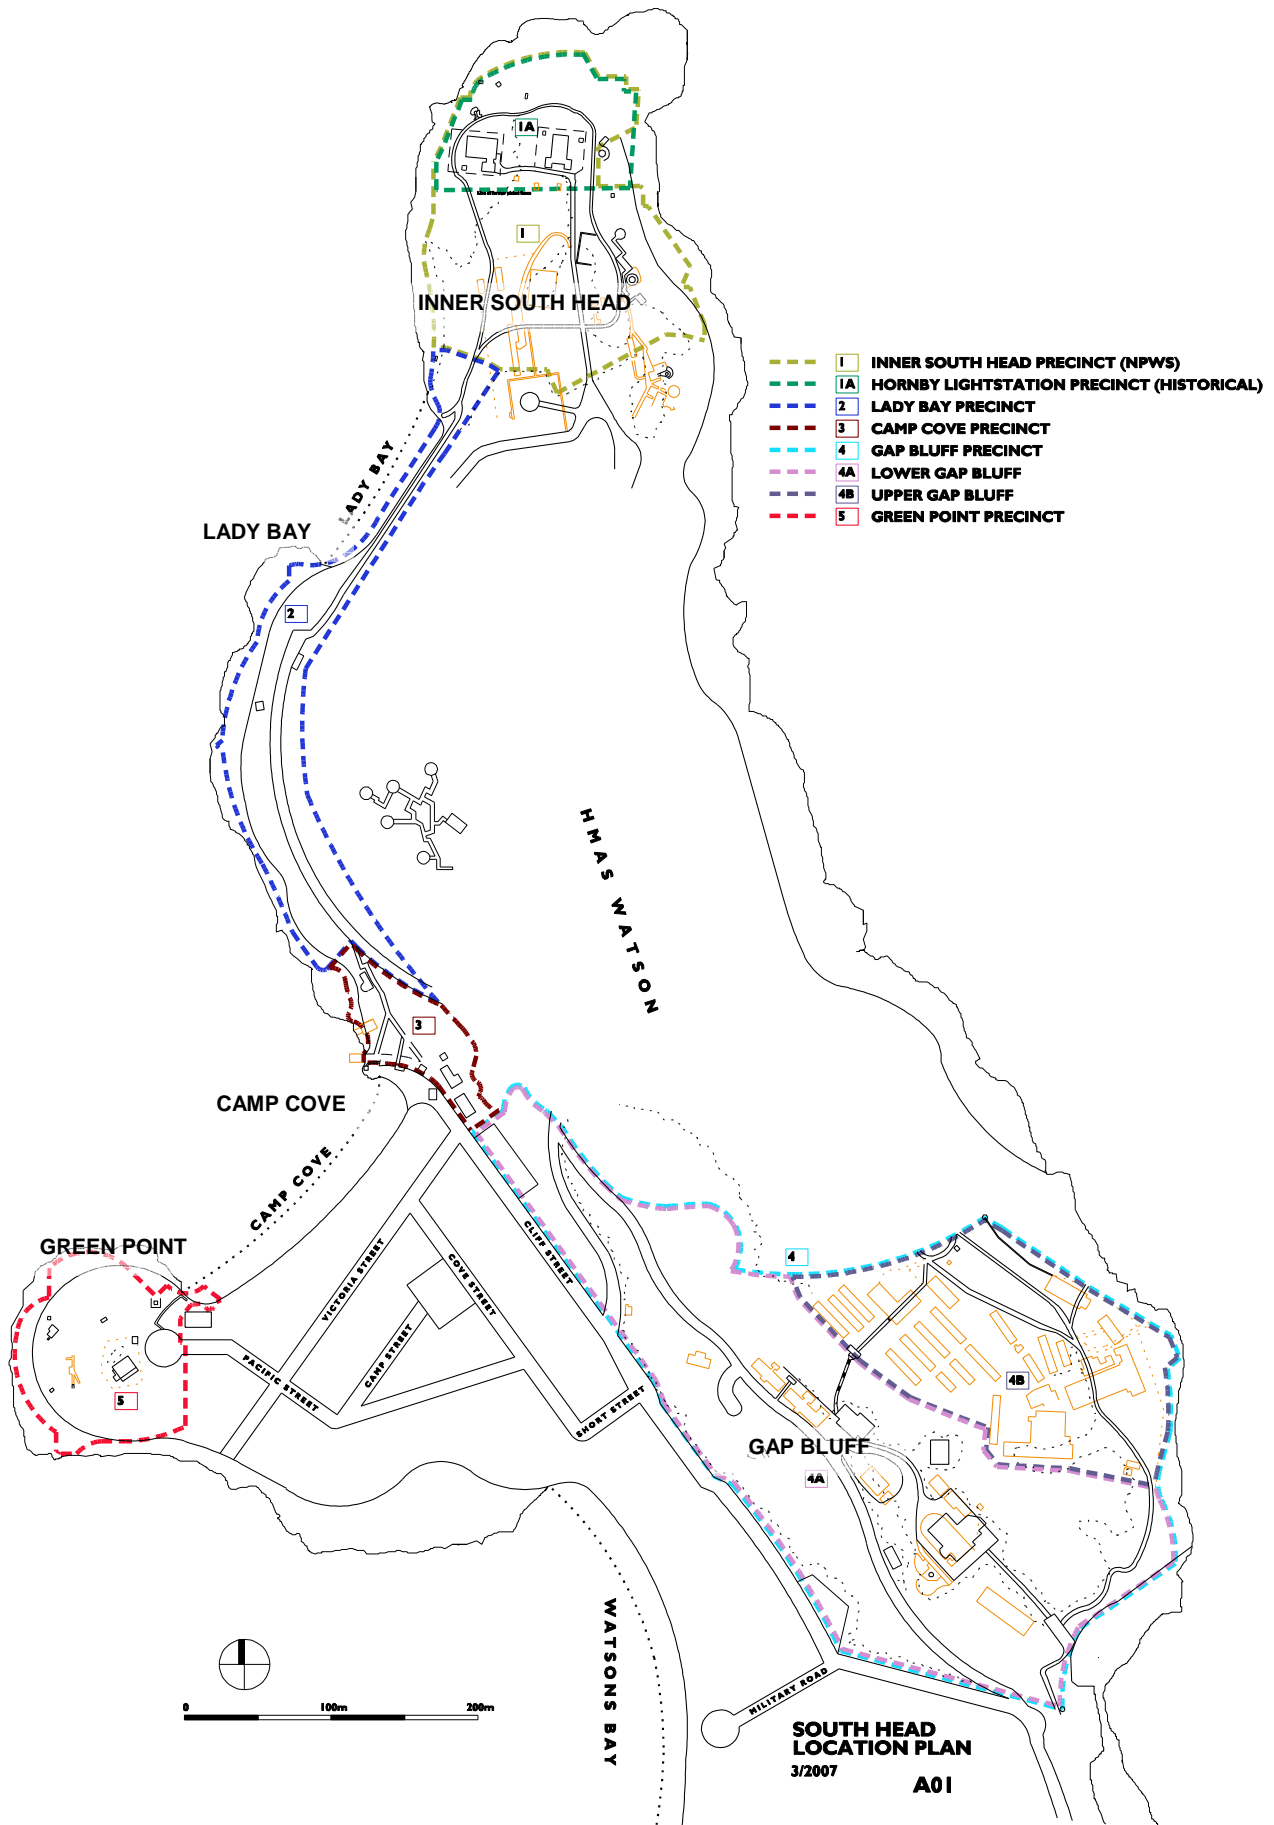 1A
1
INNER SOUTH HEAD
1 INNER SOUTH HEAD PRECINCT (NPWS)
1A HORNBY LIGHTSTATION PRECINCT (HISTORICAL)
2 LADY BAY PRECINCT
3 CAMP COVE PRECINCT
4 GAP BLUFF PRECINCT
4A LOWER GAP BLUFF
4B UPPER GAP BLUFF
5 GREEN POINT PRECINCT
LADY BAY
LADY BAY
2
HMAS WATSON
3
CAMP COVE
CAMP COVE
GREEN POINT
CLIFF STREET
VICTORIA STREET
COVE STREET
4
PACIFIC STREET
CAMP STREET
SHORT STREET
5
4B
GAP BLUFF
4A
WATSONS BAY
MILITARY ROAD
0 100m 200m
SOUTH HEAD
LOCATION PLAN
3/2007
A01